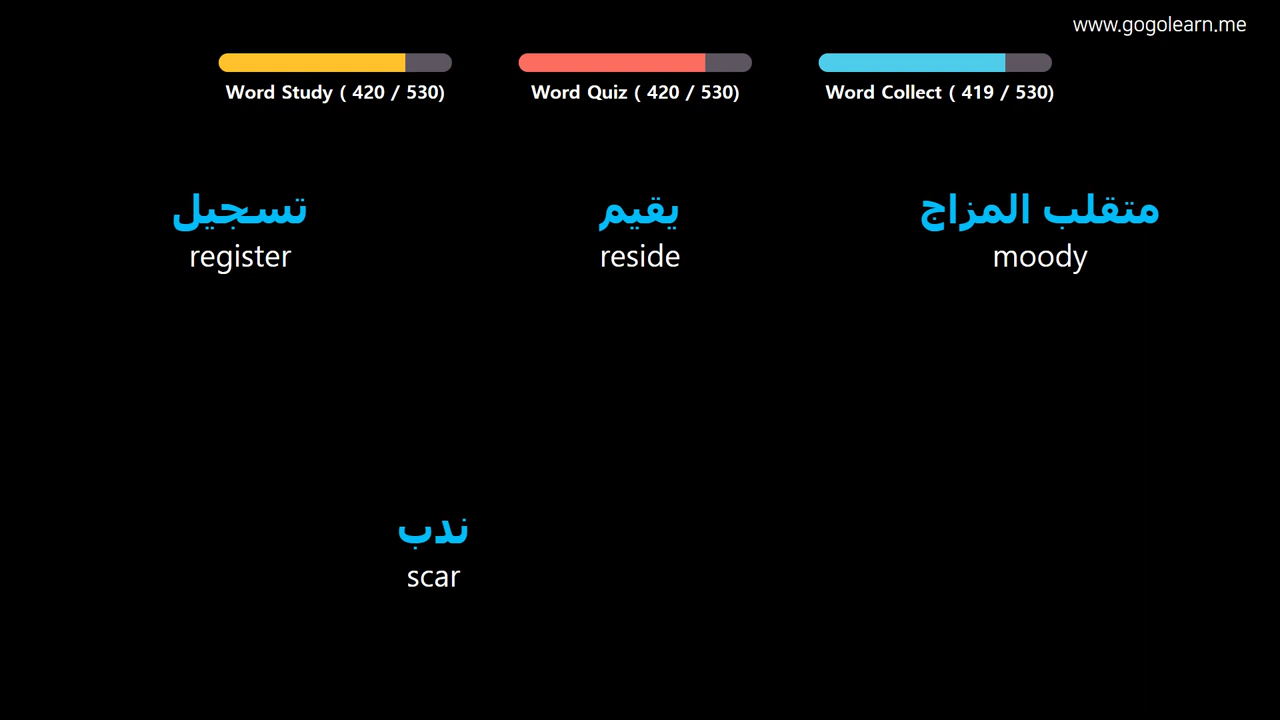 www.gogolearn.me
Word Study ( 420 / 530)
Word Quiz ( 420 / 530)
Word Collect ( 419 / 530)
تسجيل
register
يقيم
reside
متقلب المزاج
moody
ندب
scar